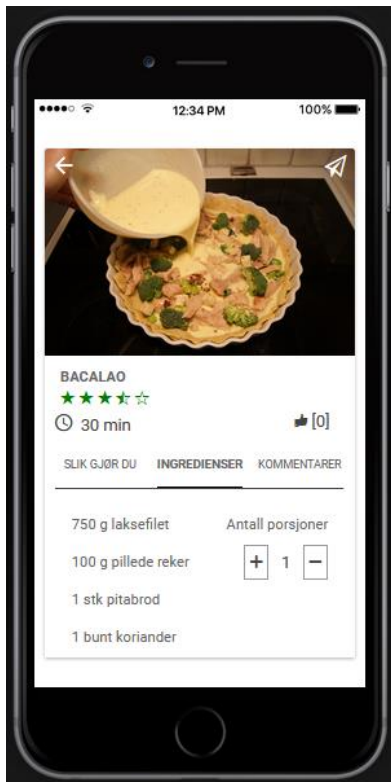 12:34 PM 100%
BACALAO
30 min [0]
SLIK GJØR DU INGREDIENSER KOMMENTARER
750 g laksefilet Antall porsjoner
100 g pillede reker + 1 −
1 stk pitabrod
1 bunt koriander